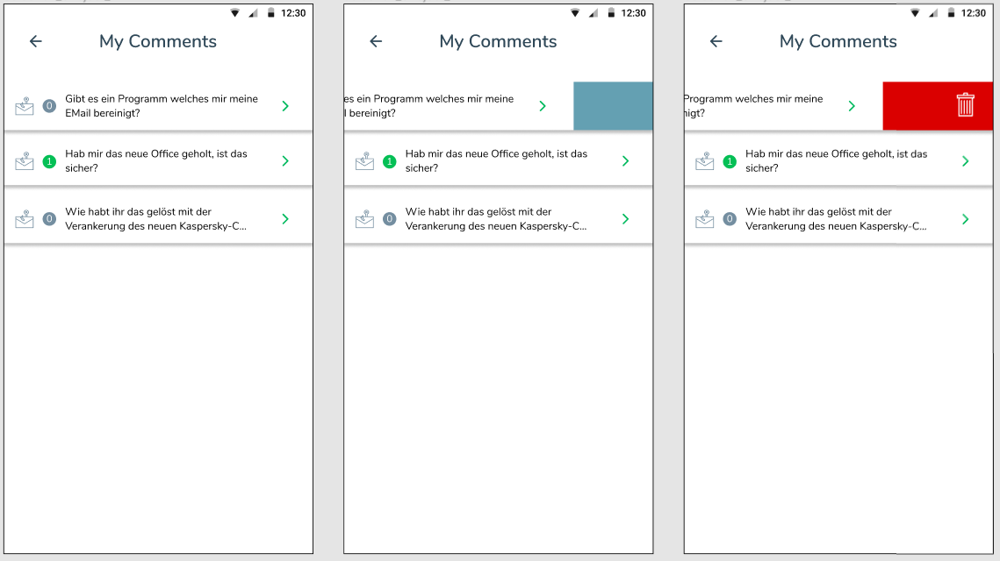 12:30
My Comments
0
Gibt es ein Programm welches mir meine
EMail bereinigt?
1
Hab mir das neue Office geholt, ist das
sicher?
0
Wie habt ihr das gelöst mit der
Verankerung des neuen Kaspersky-C...
12:30
My Comments
es ein Programm welches mir meine
l bereinigt?
1
Hab mir das neue Office geholt, ist das
sicher?
0
Wie habt ihr das gelöst mit der
Verankerung des neuen Kaspersky-C...
12:30
My Comments
Programm welches mir meine
nigt?
1
Hab mir das neue Office geholt, ist das
sicher?
0
Wie habt ihr das gelöst mit der
Verankerung des neuen Kaspersky-C...